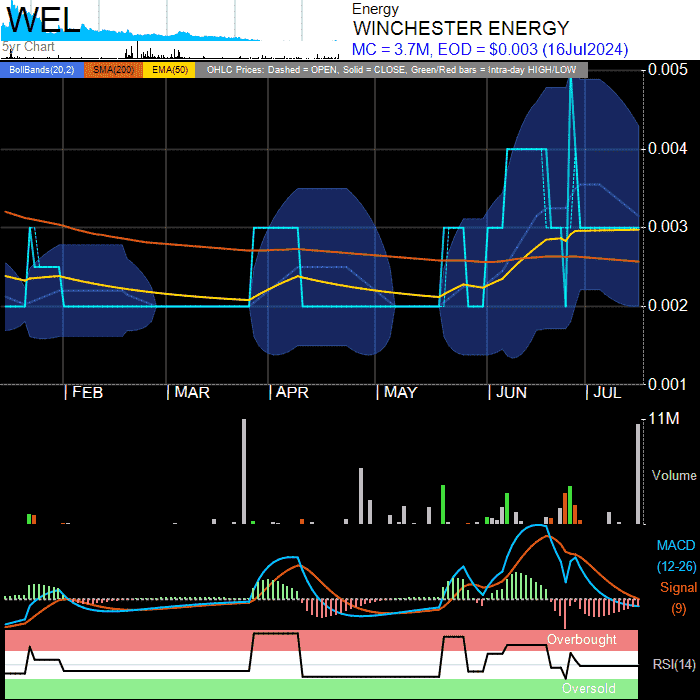 WEL
5yr Chart
Energy
WINCHESTER ENERGY
MC = 3.7M, EOD = $0.003 (16Jul2024)
BollBands(20,2) SMA(200) EMA(50) OHLC Prices: Dashed = OPEN, Solid = CLOSE, Green/Red bars = Intra-day HIGH/LOW
0.005
0.004
0.003
0.002
0.001
| FEB | MAR | APR | MAY | JUN | JUL
11M
Volume
MACD
(12-26)
Signal
(9)
Overbought
RSI(14)
Oversold